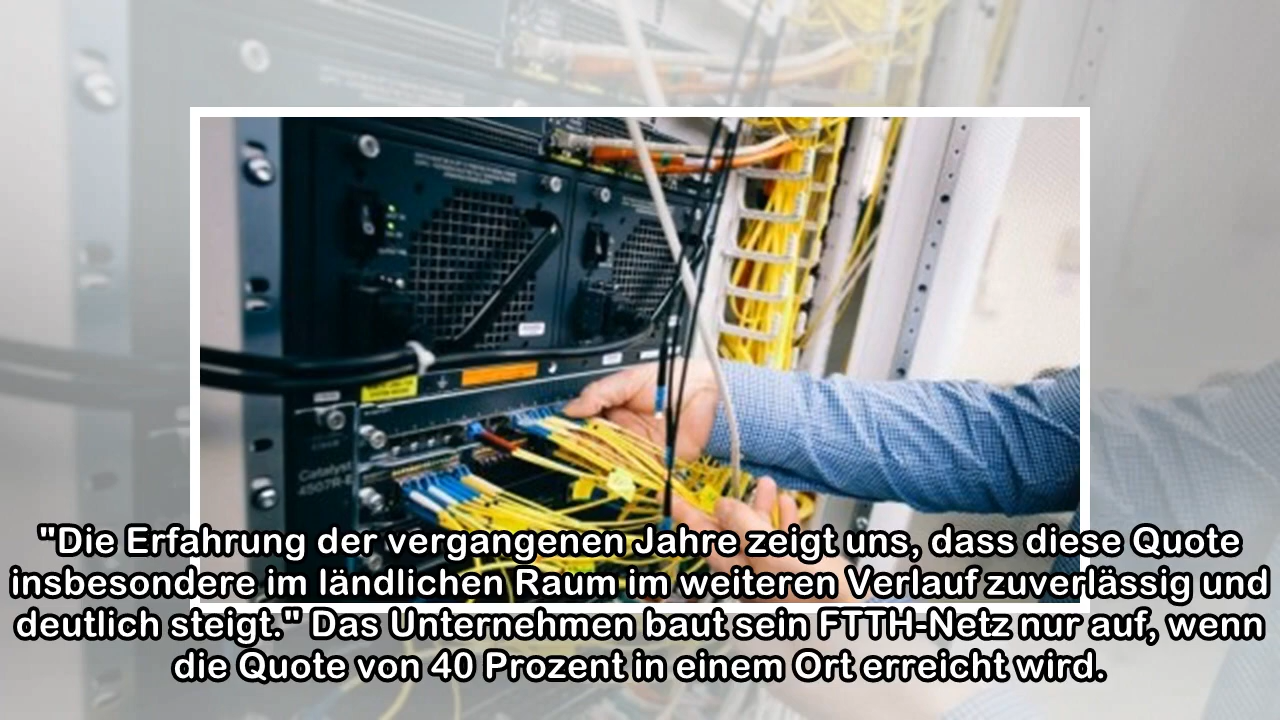 Catalyst
4507R-E
"Die Erfahrung der vergangenen Jahre zeigt uns, dass diese Quote
insbesondere im ländlichen Raum im weiteren Verlauf zuverlässig und
deutlich steigt." Das Unternehmen baut sein FTTH-Netz nur auf, wenn
die Quote von 40 Prozent in einem Ort erreicht wird.